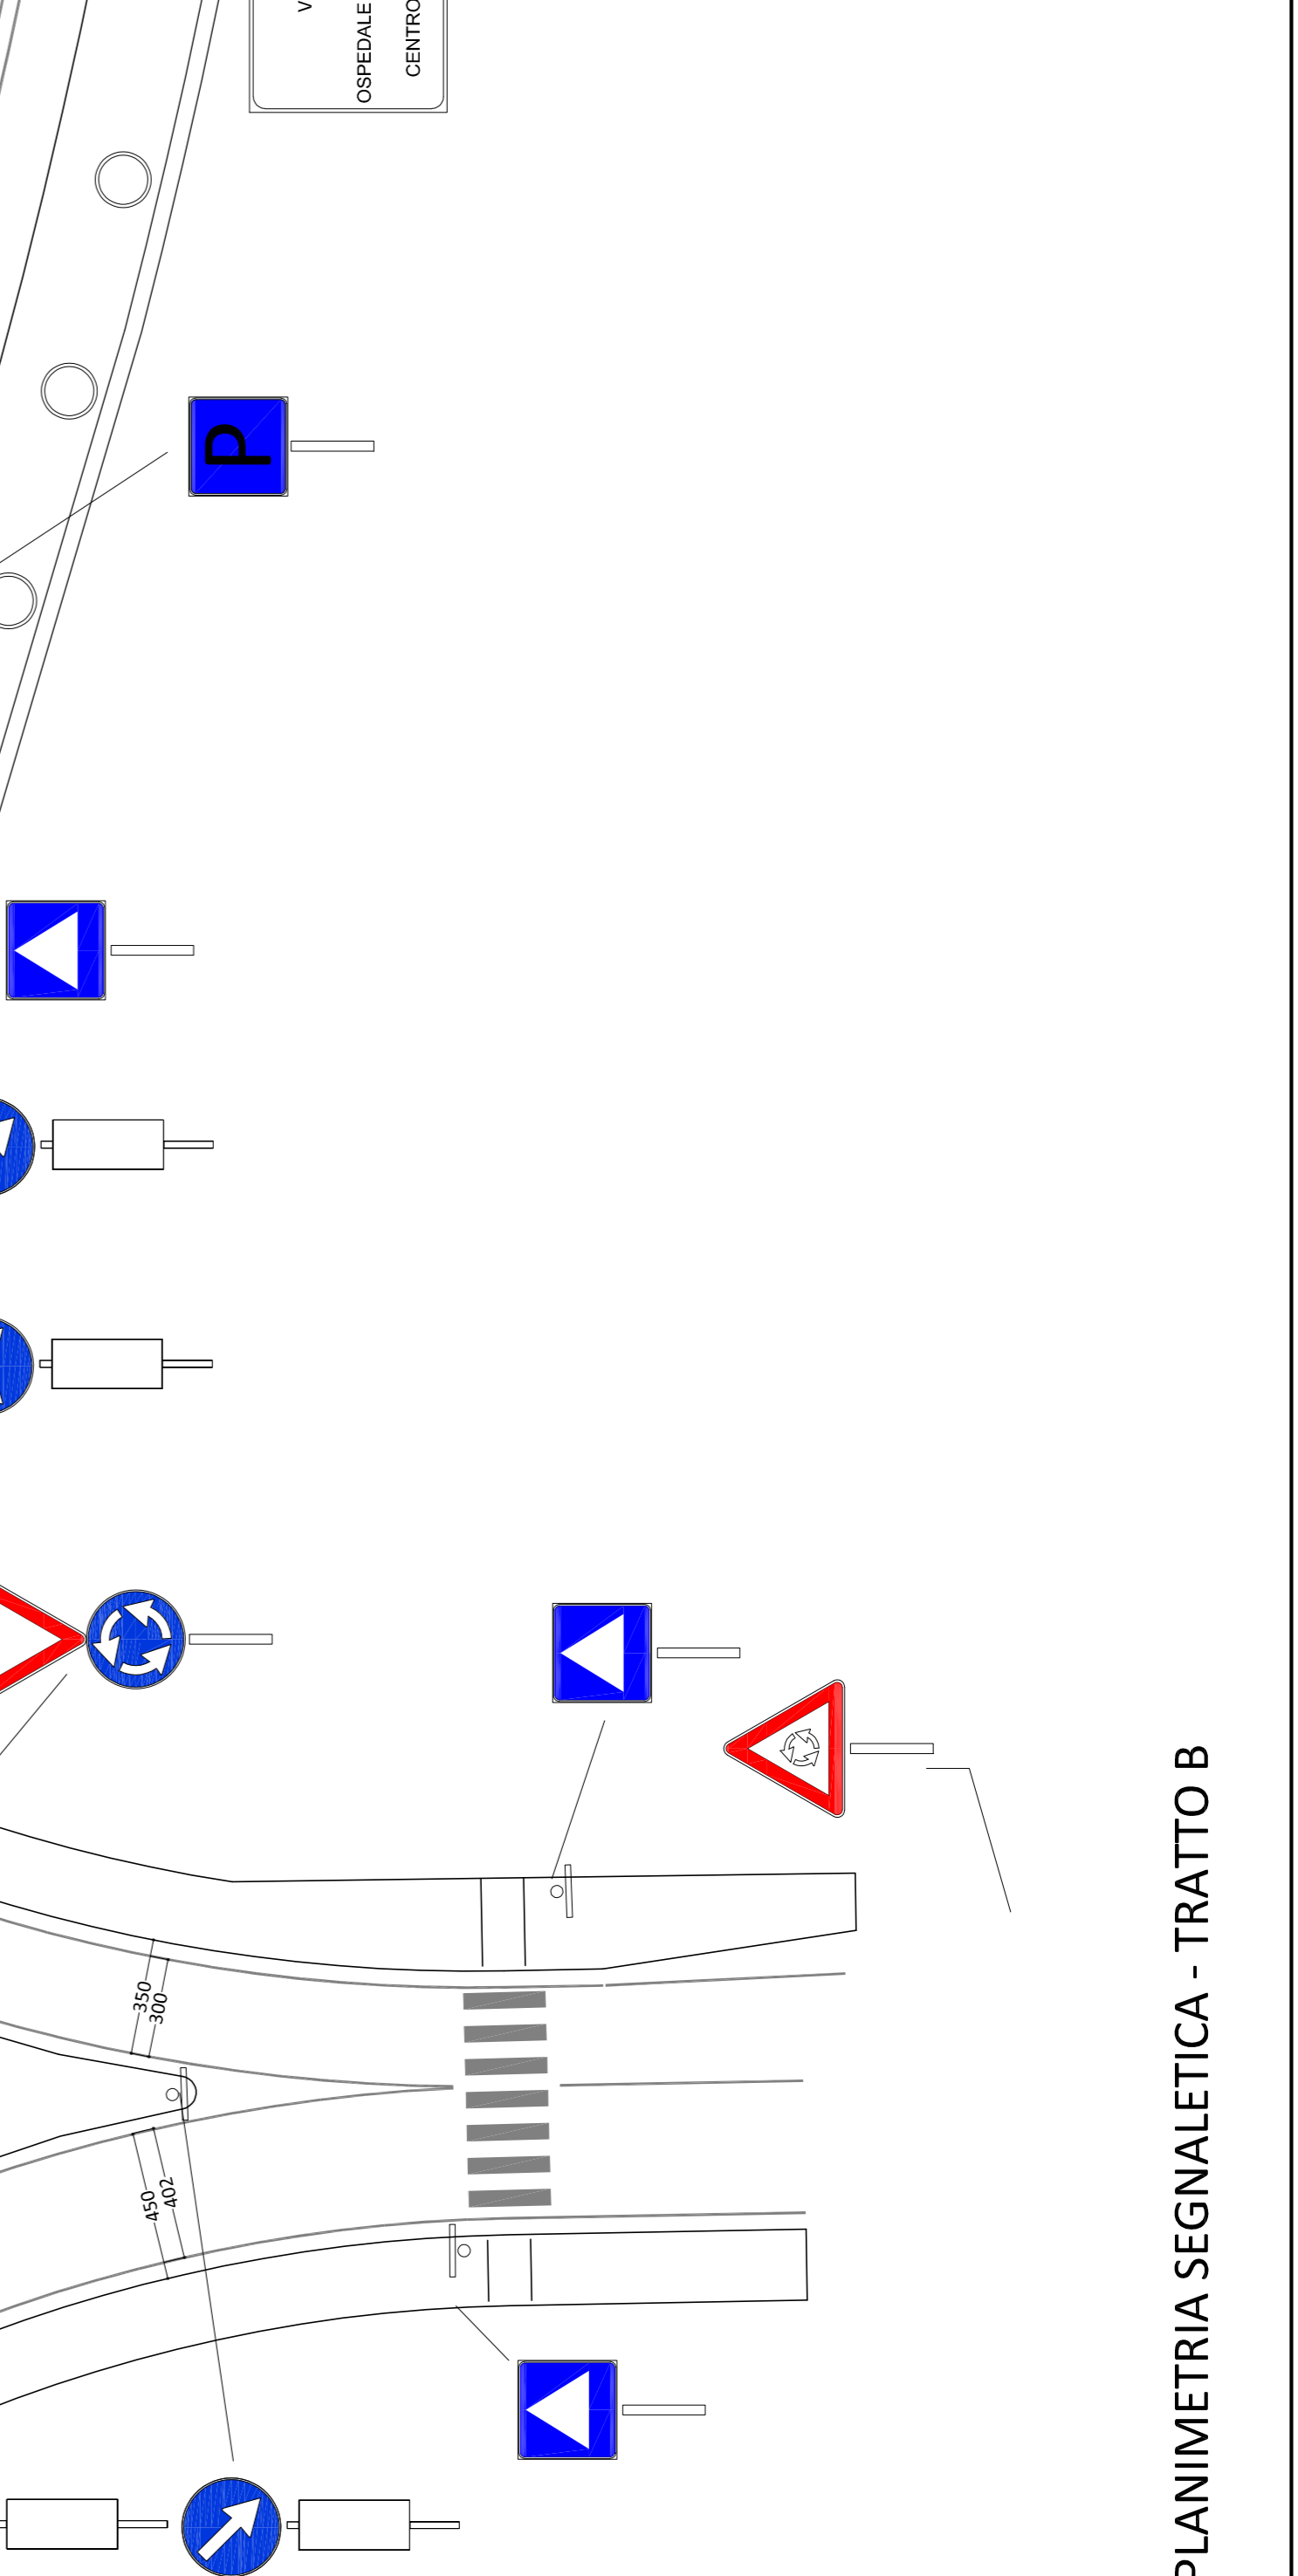 V
OSPEDALE
CENTRO
P
350
300
450
402
PLANIMETRIA SEGNALETICA - TRATTO B